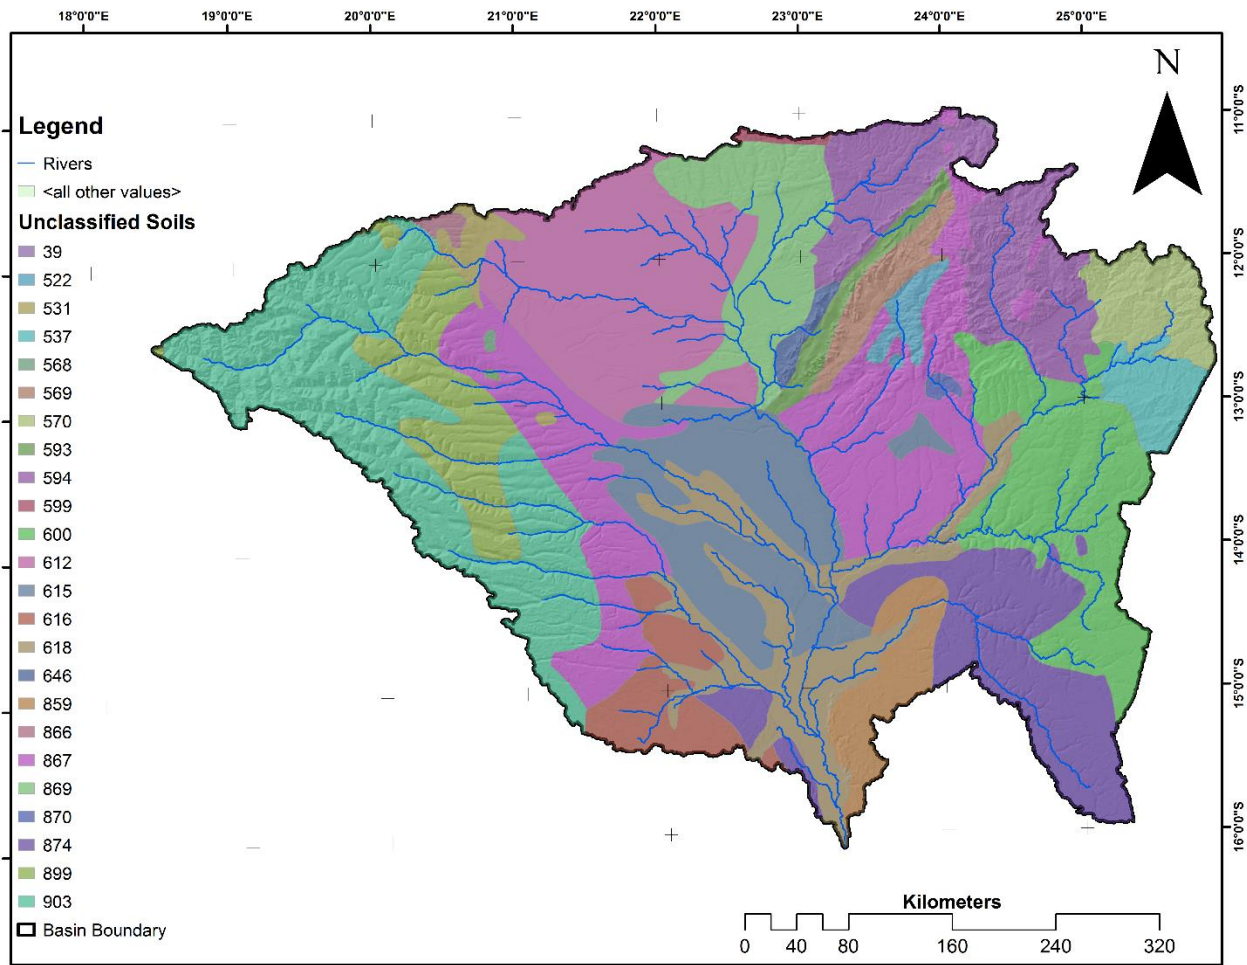 18°0'0"E 19°0'0"E 20°0'0"E 21°0'0"E 22°0'0"E 23°0'0"E 24°0'0"E 25°0'0"E
N
11°0'0"S
12°0'0"S
13°0'0"S
14°0'0"S
15°0'0"S
16°0'0"S
Legend
Rivers
<all other values>
Unclassified Soils
39
522
531
537
568
569
570
593
594
599
600
612
615
616
618
646
859
866
867
869
870
874
899
903
Basin Boundary
Kilometers
0 40 80 160 240 320